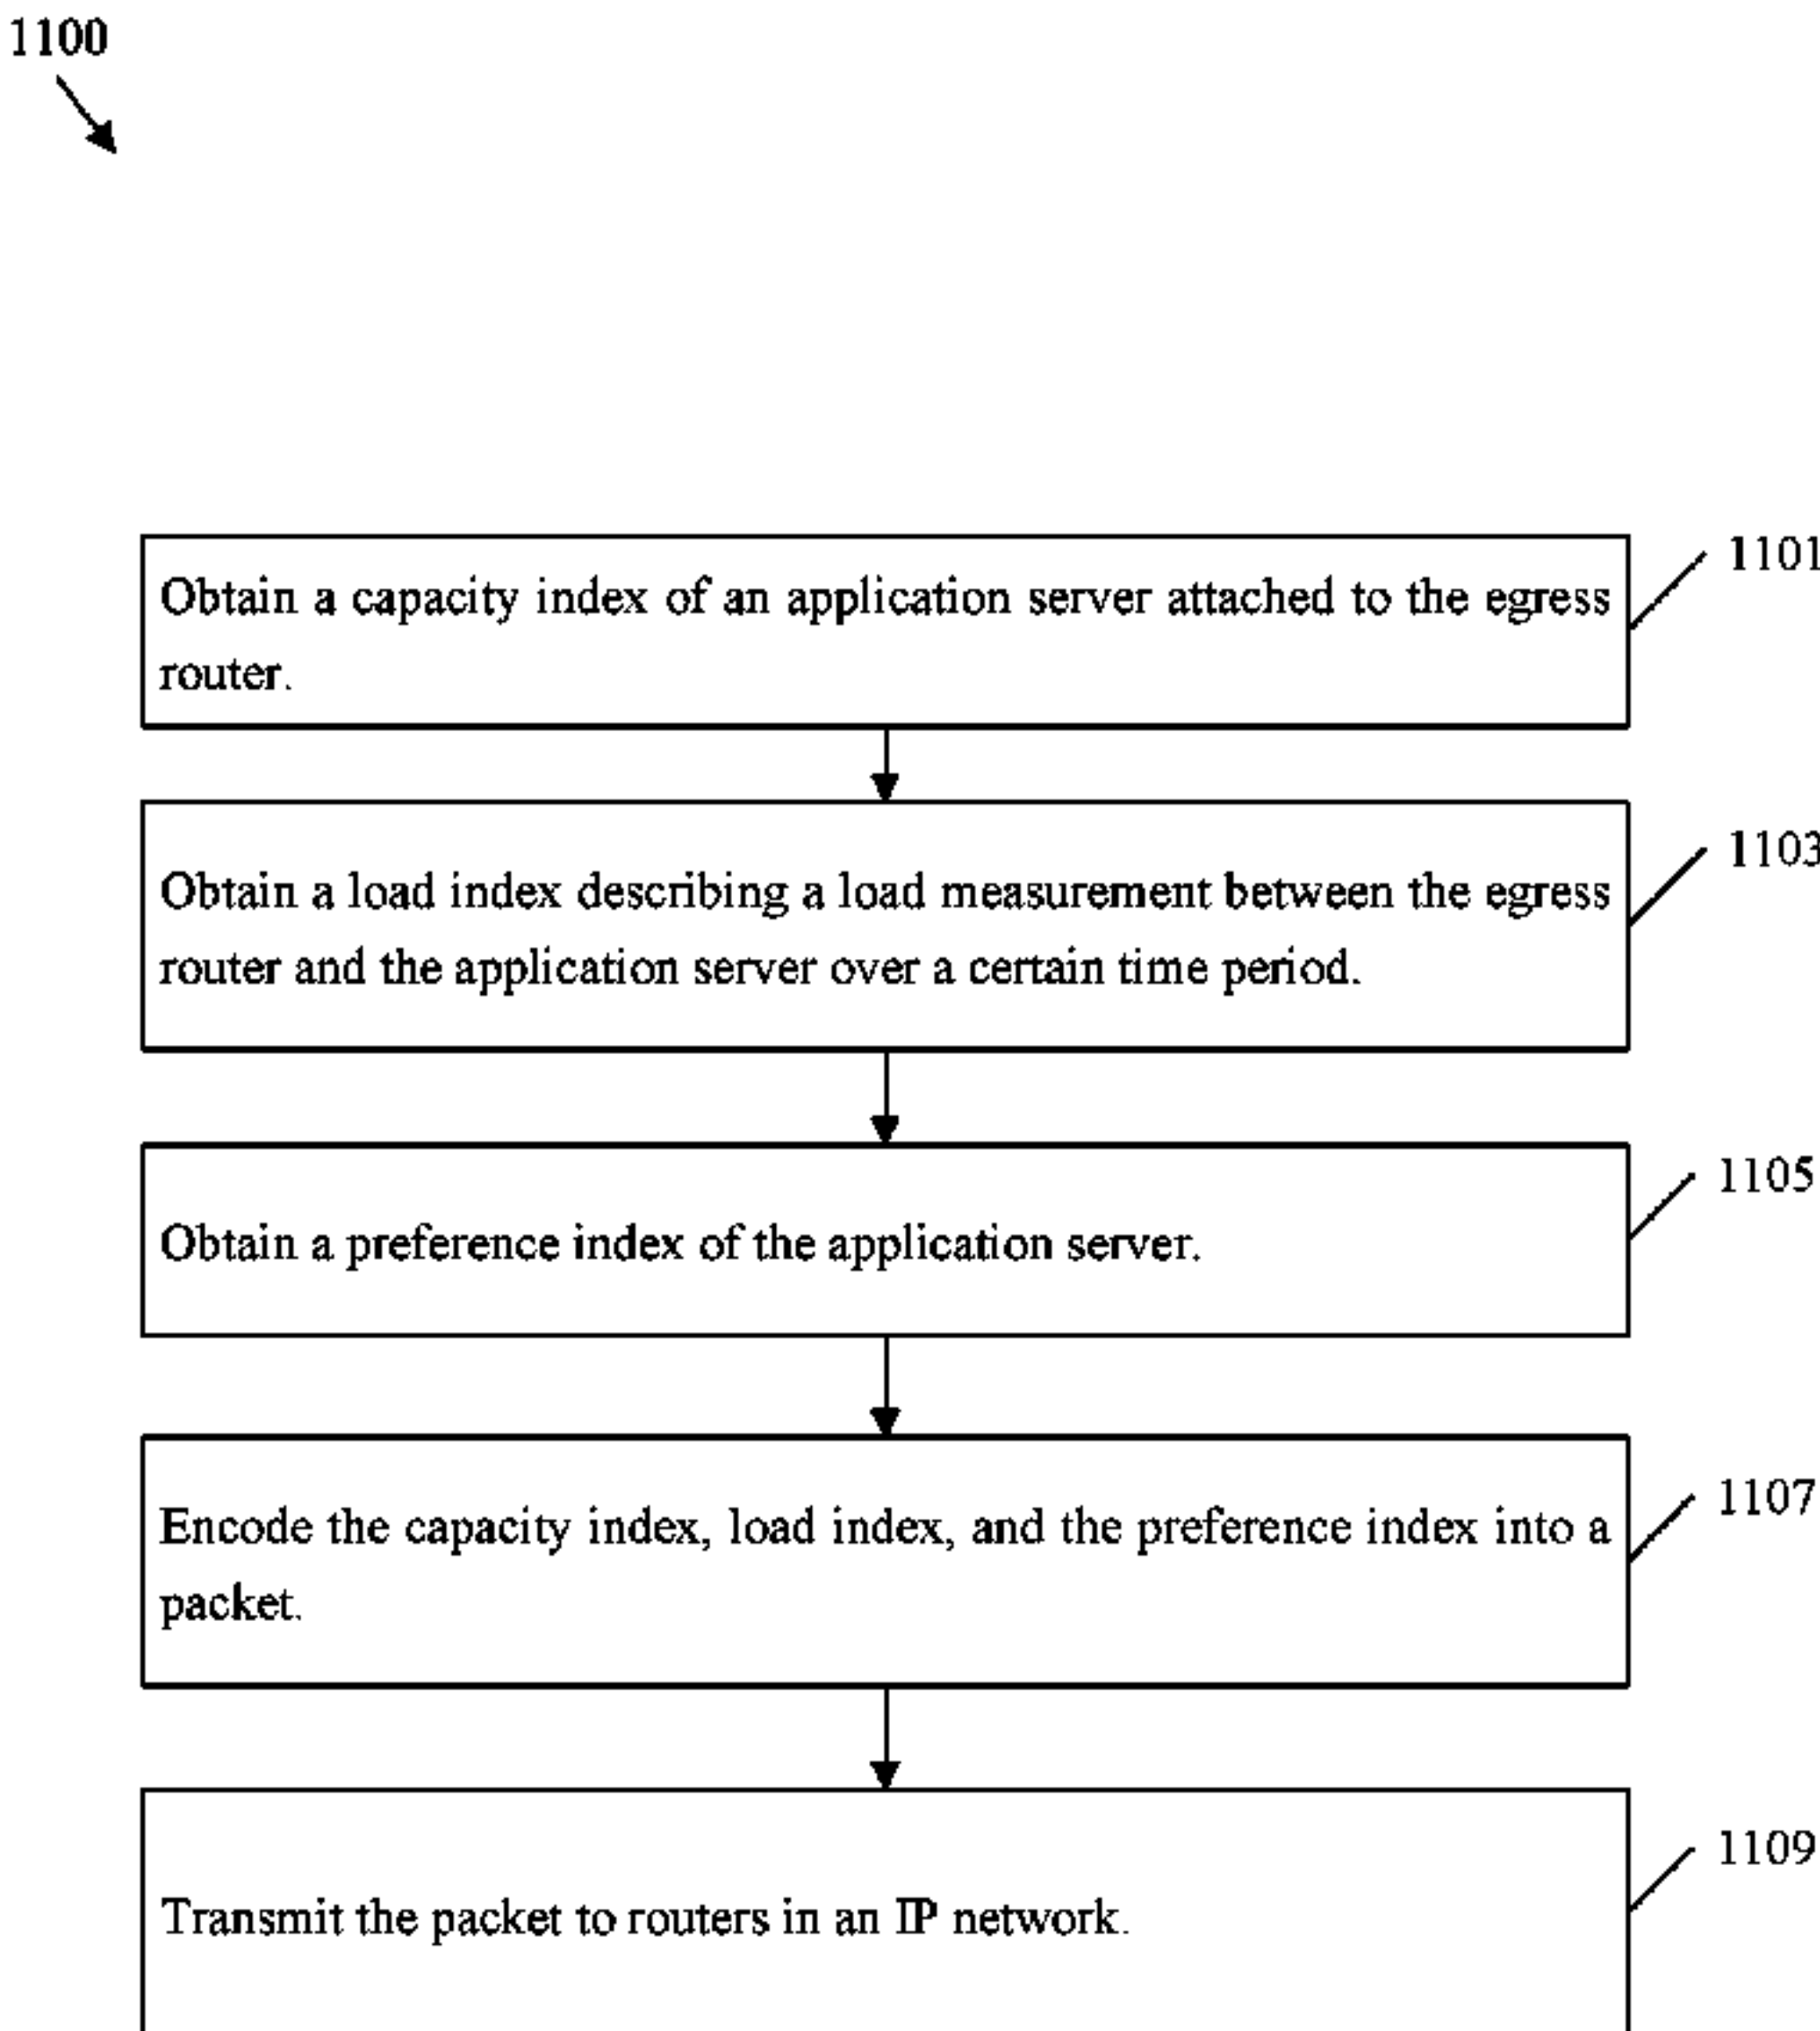 1100
Obtain a capacity index of an application server attached to the egress
router.
1101
Obtain a load index describing a load measurement between the egress
router and the application server over a certain time period.
1103
Obtain a preference index of the application server.
1105
Encode the capacity index, load index, and the preference index into a
packet.
1107
Transmit the packet to routers in an IP network.
1109